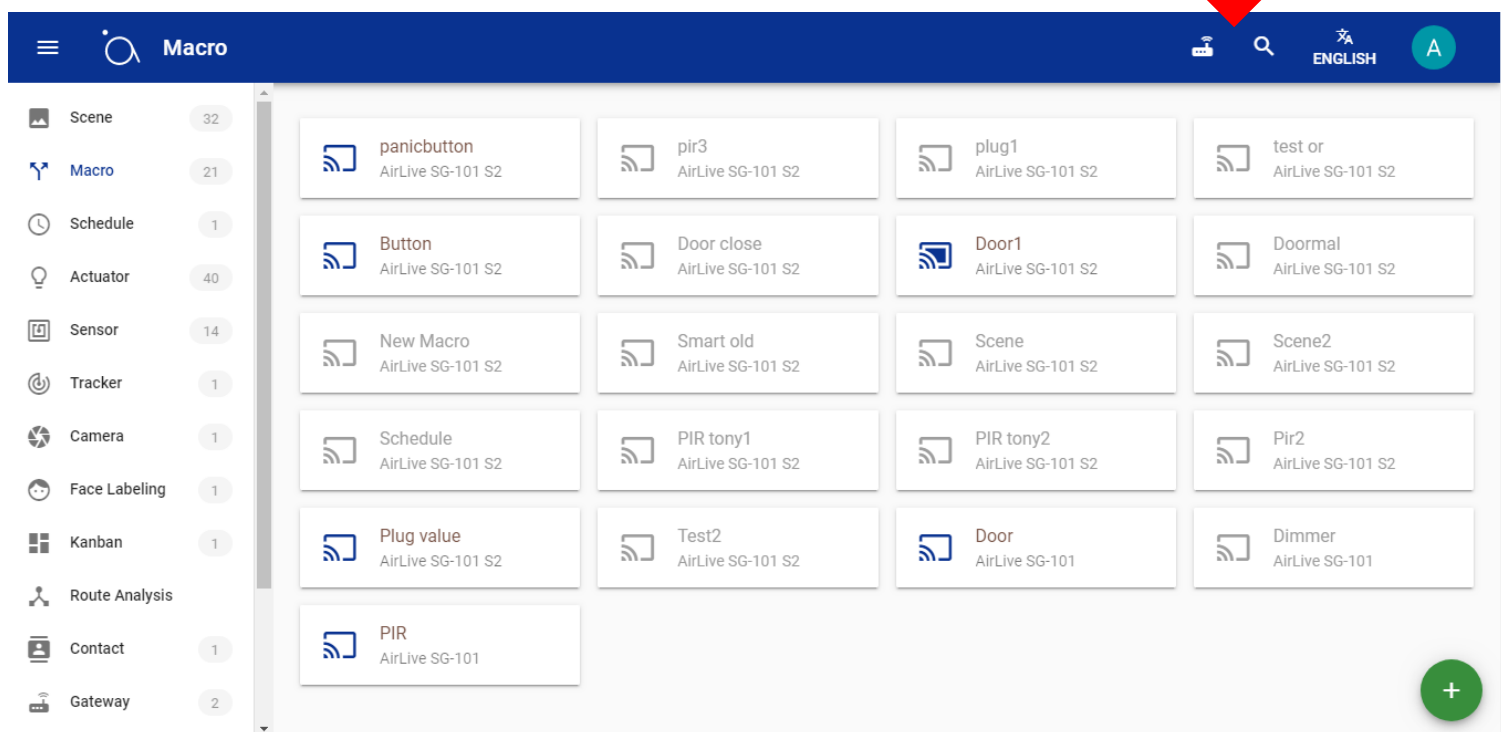 Macro
ENGLISH
A
Scene 32
Macro 21
Schedule 1
Actuator 40
Sensor 14
Tracker 1
Camera 1
Face Labeling 1
Kanban 1
Route Analysis
Contact 1
Gateway 2
panicbutton
AirLive SG-101 S2
pir3
AirLive SG-101 S2
plug1
AirLive SG-101 S2
test or
AirLive SG-101 S2
Button
AirLive SG-101 S2
Door close
AirLive SG-101 S2
Door1
AirLive SG-101 S2
Doormal
AirLive SG-101 S2
New Macro
AirLive SG-101 S2
Smart old
AirLive SG-101 S2
Scene
AirLive SG-101 S2
Scene2
AirLive SG-101 S2
Schedule
AirLive SG-101 S2
PIR tony1
AirLive SG-101 S2
PIR tony2
AirLive SG-101 S2
Pir2
AirLive SG-101 S2
Plug value
AirLive SG-101 S2
Test2
AirLive SG-101 S2
Door
AirLive SG-101
Dimmer
AirLive SG-101
PIR
AirLive SG-101
+